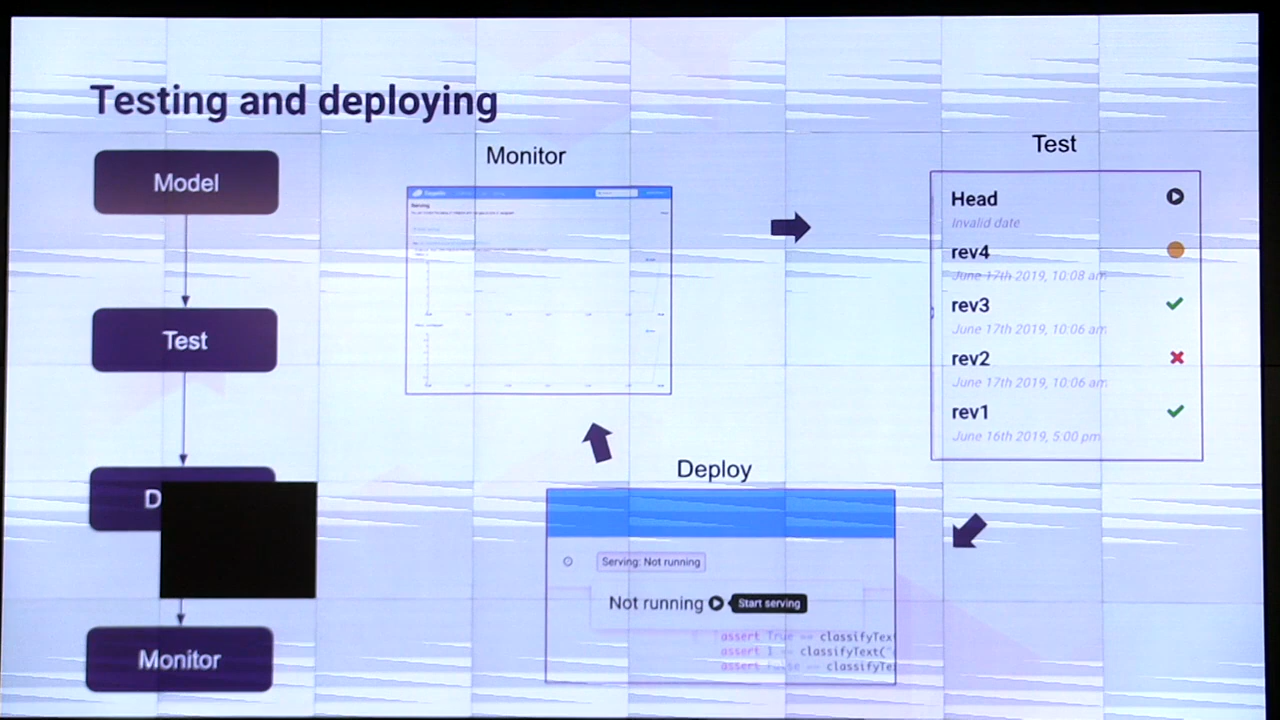 Testing and deploying
Model
Test
D
Monitor
Monitor
Serving
Test
Head
Invalid date
rev4
June 17th 2019, 10:08 am
rev3
June 17th 2019, 10:06 am
rev2
June 17th 2019, 10:06 am
rev1
June 16th 2019, 5:00 pm
Deploy
Serving: Not running
Not running
Start serving
assert True == classifyText
assert 1 == classifyText("
assert False == classifyTe